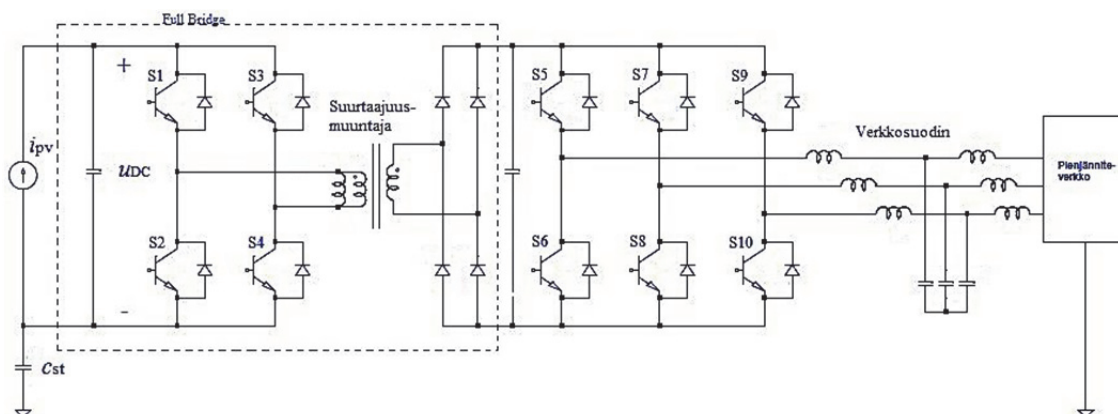 Full Bridge
S1
S3
S5
S7
S9
+
Suurtaajuus-
muuntaja
Verkkosuodin
ipv
uDC
Pienjännite-
verkko
S2
S4
S6
S8
S10
-
Cst